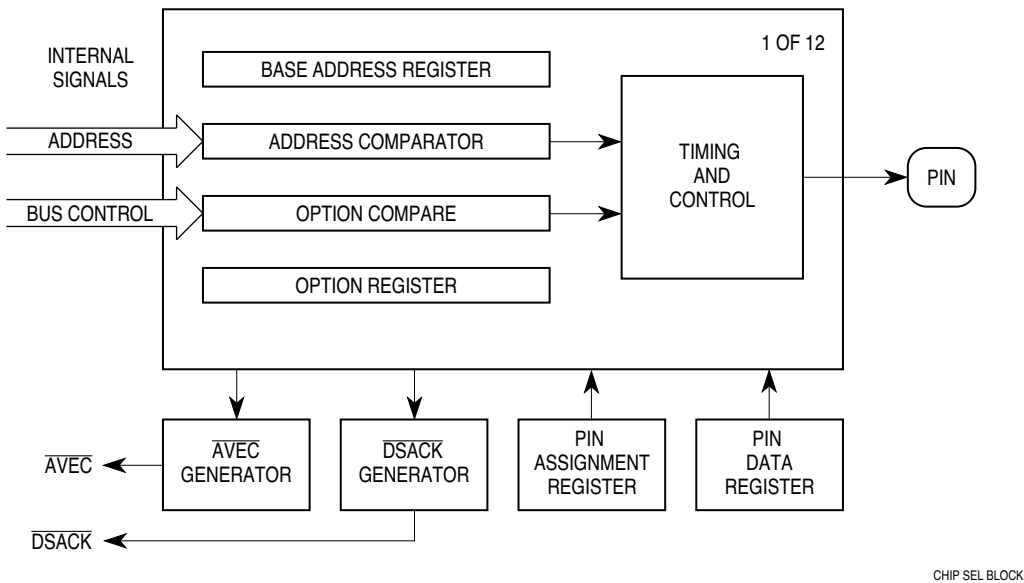 INTERNAL
SIGNALS
1 OF 12
BASE ADDRESS REGISTER
ADDRESS
ADDRESS COMPARATOR
TIMING
AND
CONTROL
PIN
BUS CONTROL
OPTION COMPARE
OPTION REGISTER
AVEC
GENERATOR
DSACK
GENERATOR
PIN
ASSIGNMENT
REGISTER
PIN
DATA
REGISTER
AVEC
DSACK
CHIP SEL BLOCK